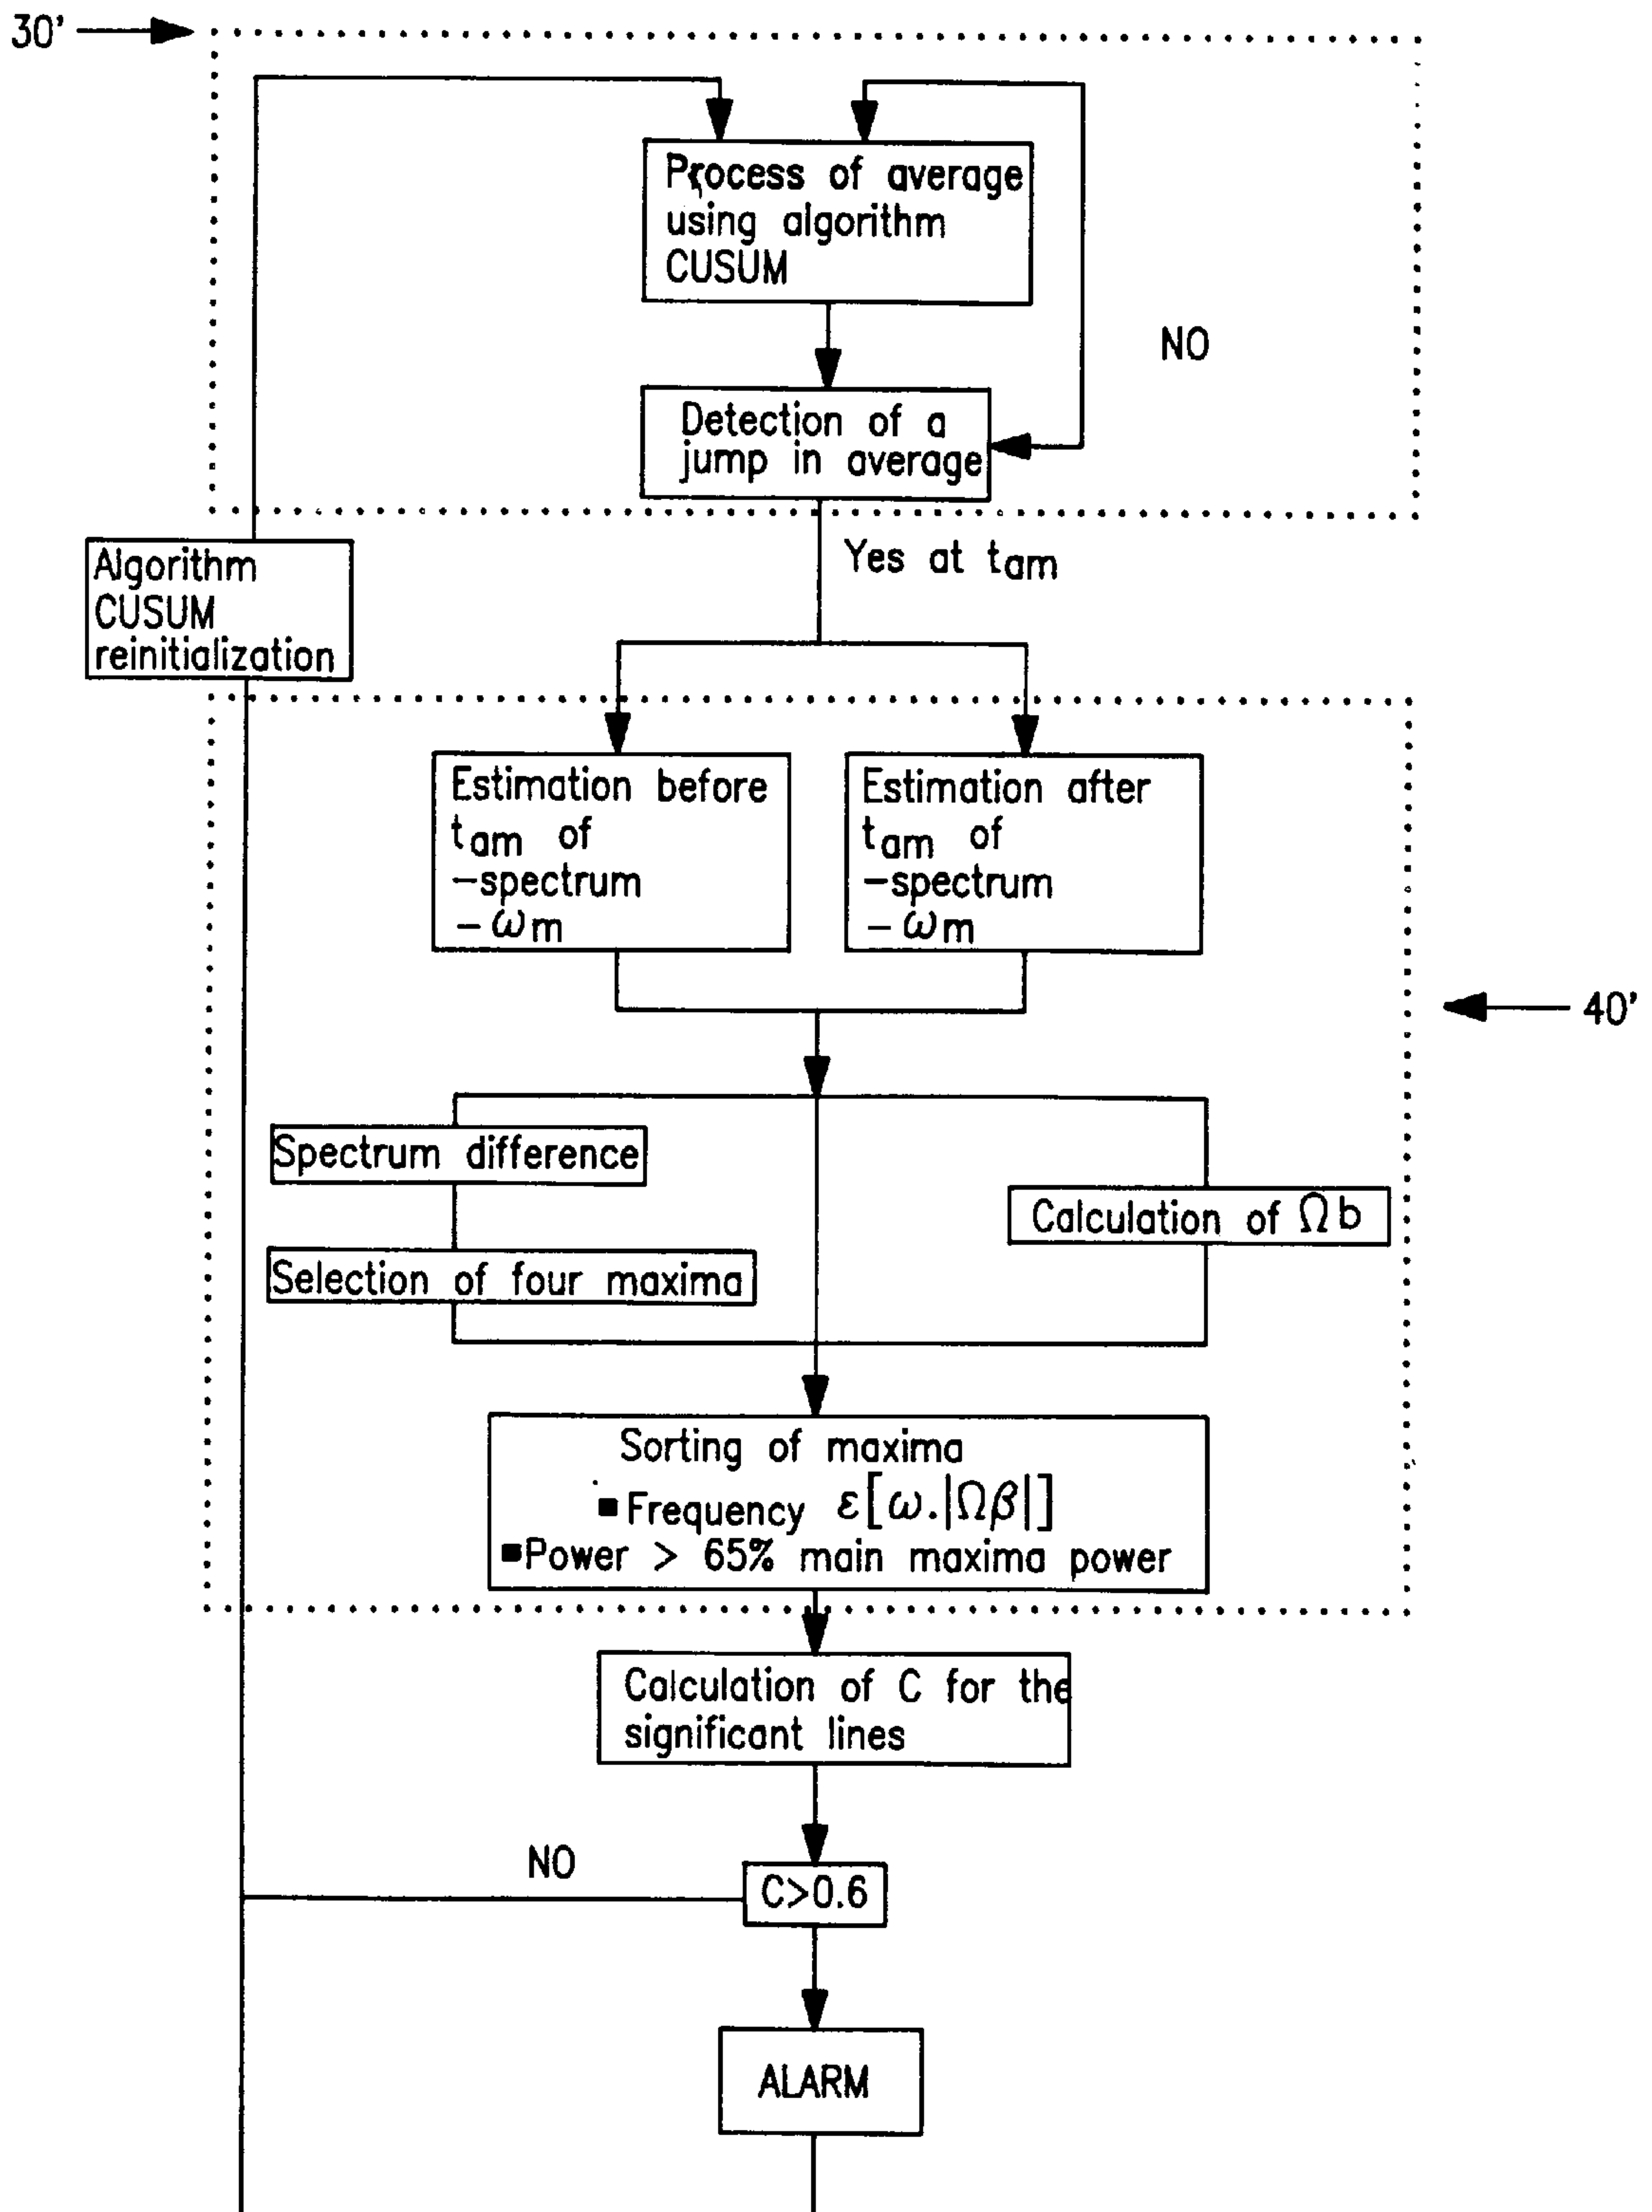 30'
Process of average
using algorithm
CUSUM
NO
Detection of a
jump in average
Yes at tam
Algorithm
CUSUM
reinitialization
Estimation before
tam of
-spectrum
- ωm
Estimation after
tam of
-spectrum
- ωm
40'
Spectrum difference
Calculation of Ωb
Selection of four maxima
Sorting of maxima
▪ Frequency ε[ω.|Ωβ|]
▪Power > 65% main maxima power
Calculation of C for the
significant lines
NO
C>0.6
ALARM